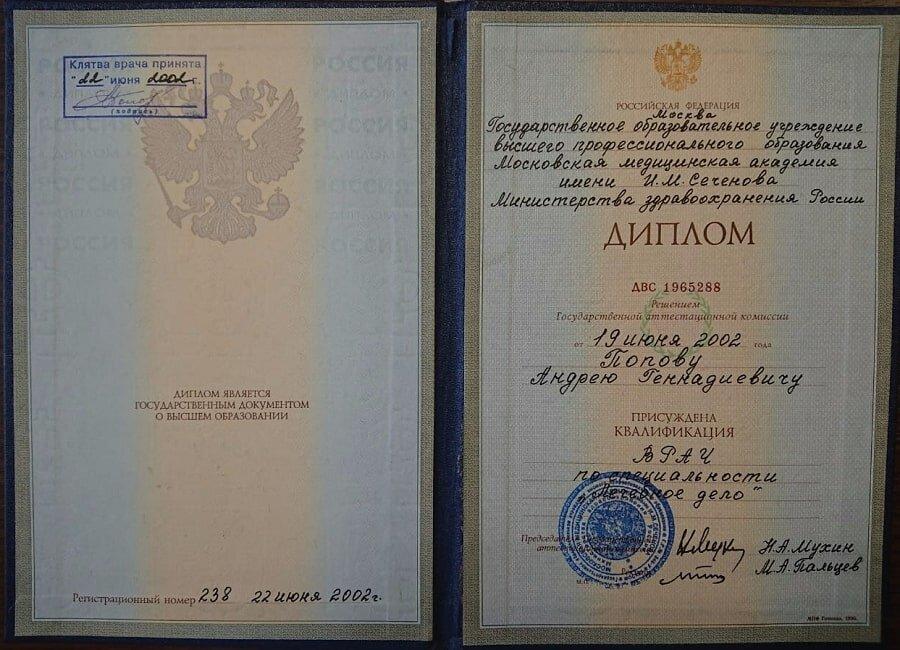 Клятва врача принята
"22" июня 2002 г.
(подпись)
ДИПЛОМ ЯВЛЯЕТСЯ
ГОСУДАРСТВЕННЫМ ДОКУМЕНТОМ
О ВЫСШЕМ ОБРАЗОВАНИИ
Регистрационный номер 238 22 июня 2002г.
РОССИЙСКАЯ ФЕДЕРАЦИЯ
Москва
Государственное образовательное учреждение
высшего профессионального образования
Московская медицинская академия
имени И.М.Сеченова
Министерства здравоохранения России
ДИПЛОМ
ДВС 1965288
Решением
Государственной аттестационной комиссии
от 19 июня 2002 года
Попову
Андрею Геннадиевичу
ПРИСУЖДЕНА
КВАЛИФИКАЦИЯ
ВРАЧ
по специальности
„Лечебное дело"
Председатель
Н.А.Мухин
М.А.Пальцев